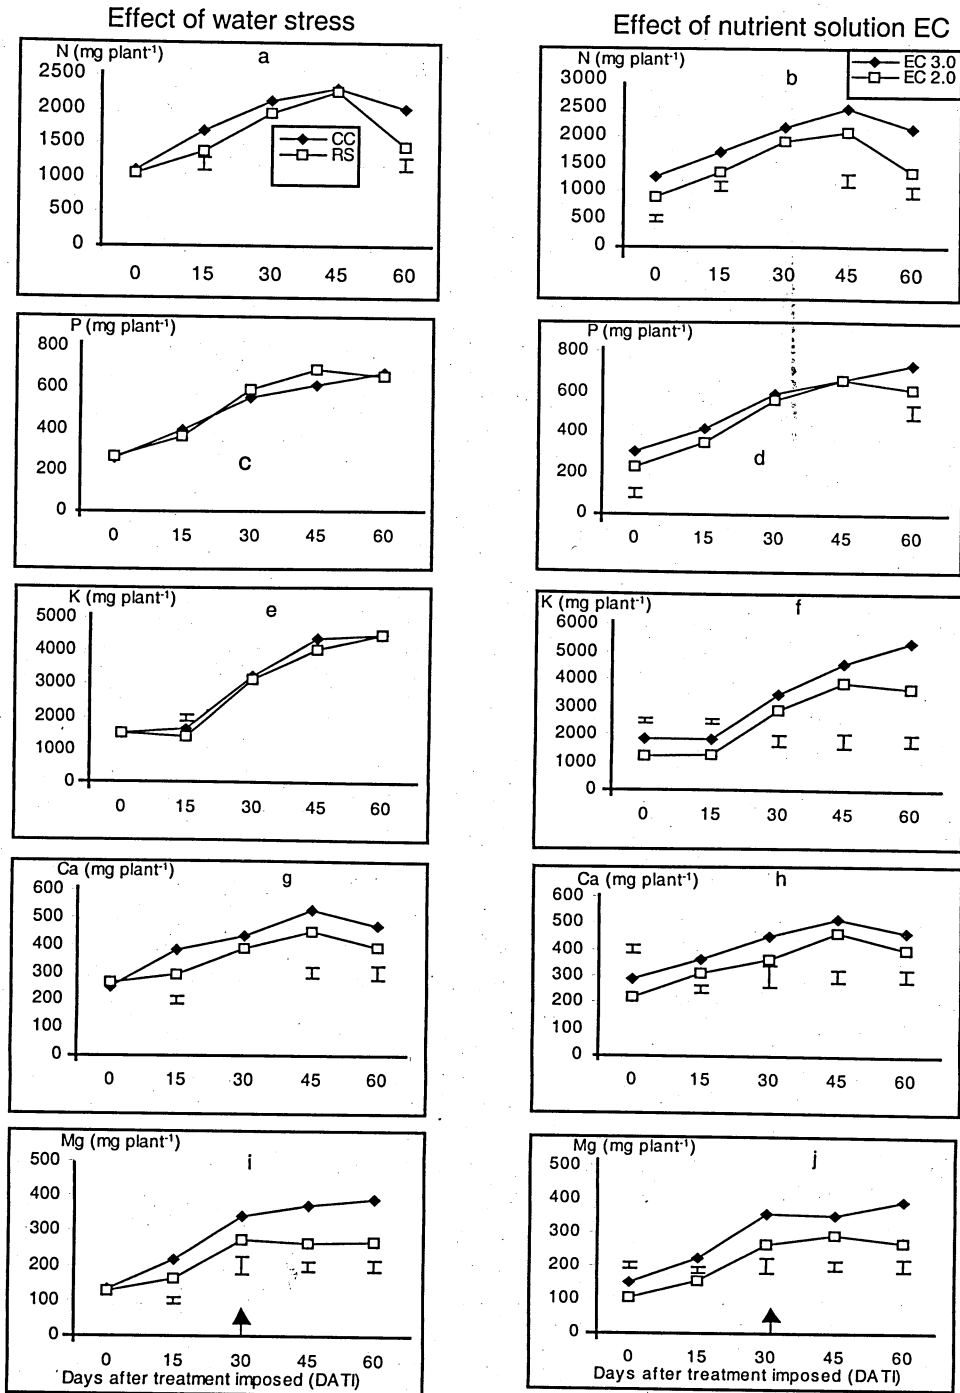 Effect of water stress
Effect of nutrient solution EC
N (mg plant-1)
a
2500
2000
1500
1000
500
0
CC
RS
0 15 30 45 60
N (mg plant-1)
b
EC 3.0
EC 2.0
3000
2500
2000
1500
1000
500
0
0 15 30 45 60
P (mg plant-1)
800
600
400
200
0
c
0 15 30 45 60
P (mg plant-1)
800
600
400
200
0
d
0 15 30 45 60
K (mg plant-1)
e
5000
4000
3000
2000
1000
0
0 15 30 45 60
K (mg plant-1)
f
6000
5000
4000
3000
2000
1000
0
0 15 30 45 60
Ca (mg plant-1)
g
600
500
400
300
200
100
0
0 15 30 45 60
Ca (mg plant-1)
h
600
500
400
300
200
100
0
0 15 30 45 60
Mg (mg plant-1)
i
500
400
300
200
100
0
0 15 30 45 60
Days after treatment imposed (DATI)
Mg (mg plant-1)
j
500
400
300
200
100
0
0 15 30 45 60
Days after treatment imposed (DATI)